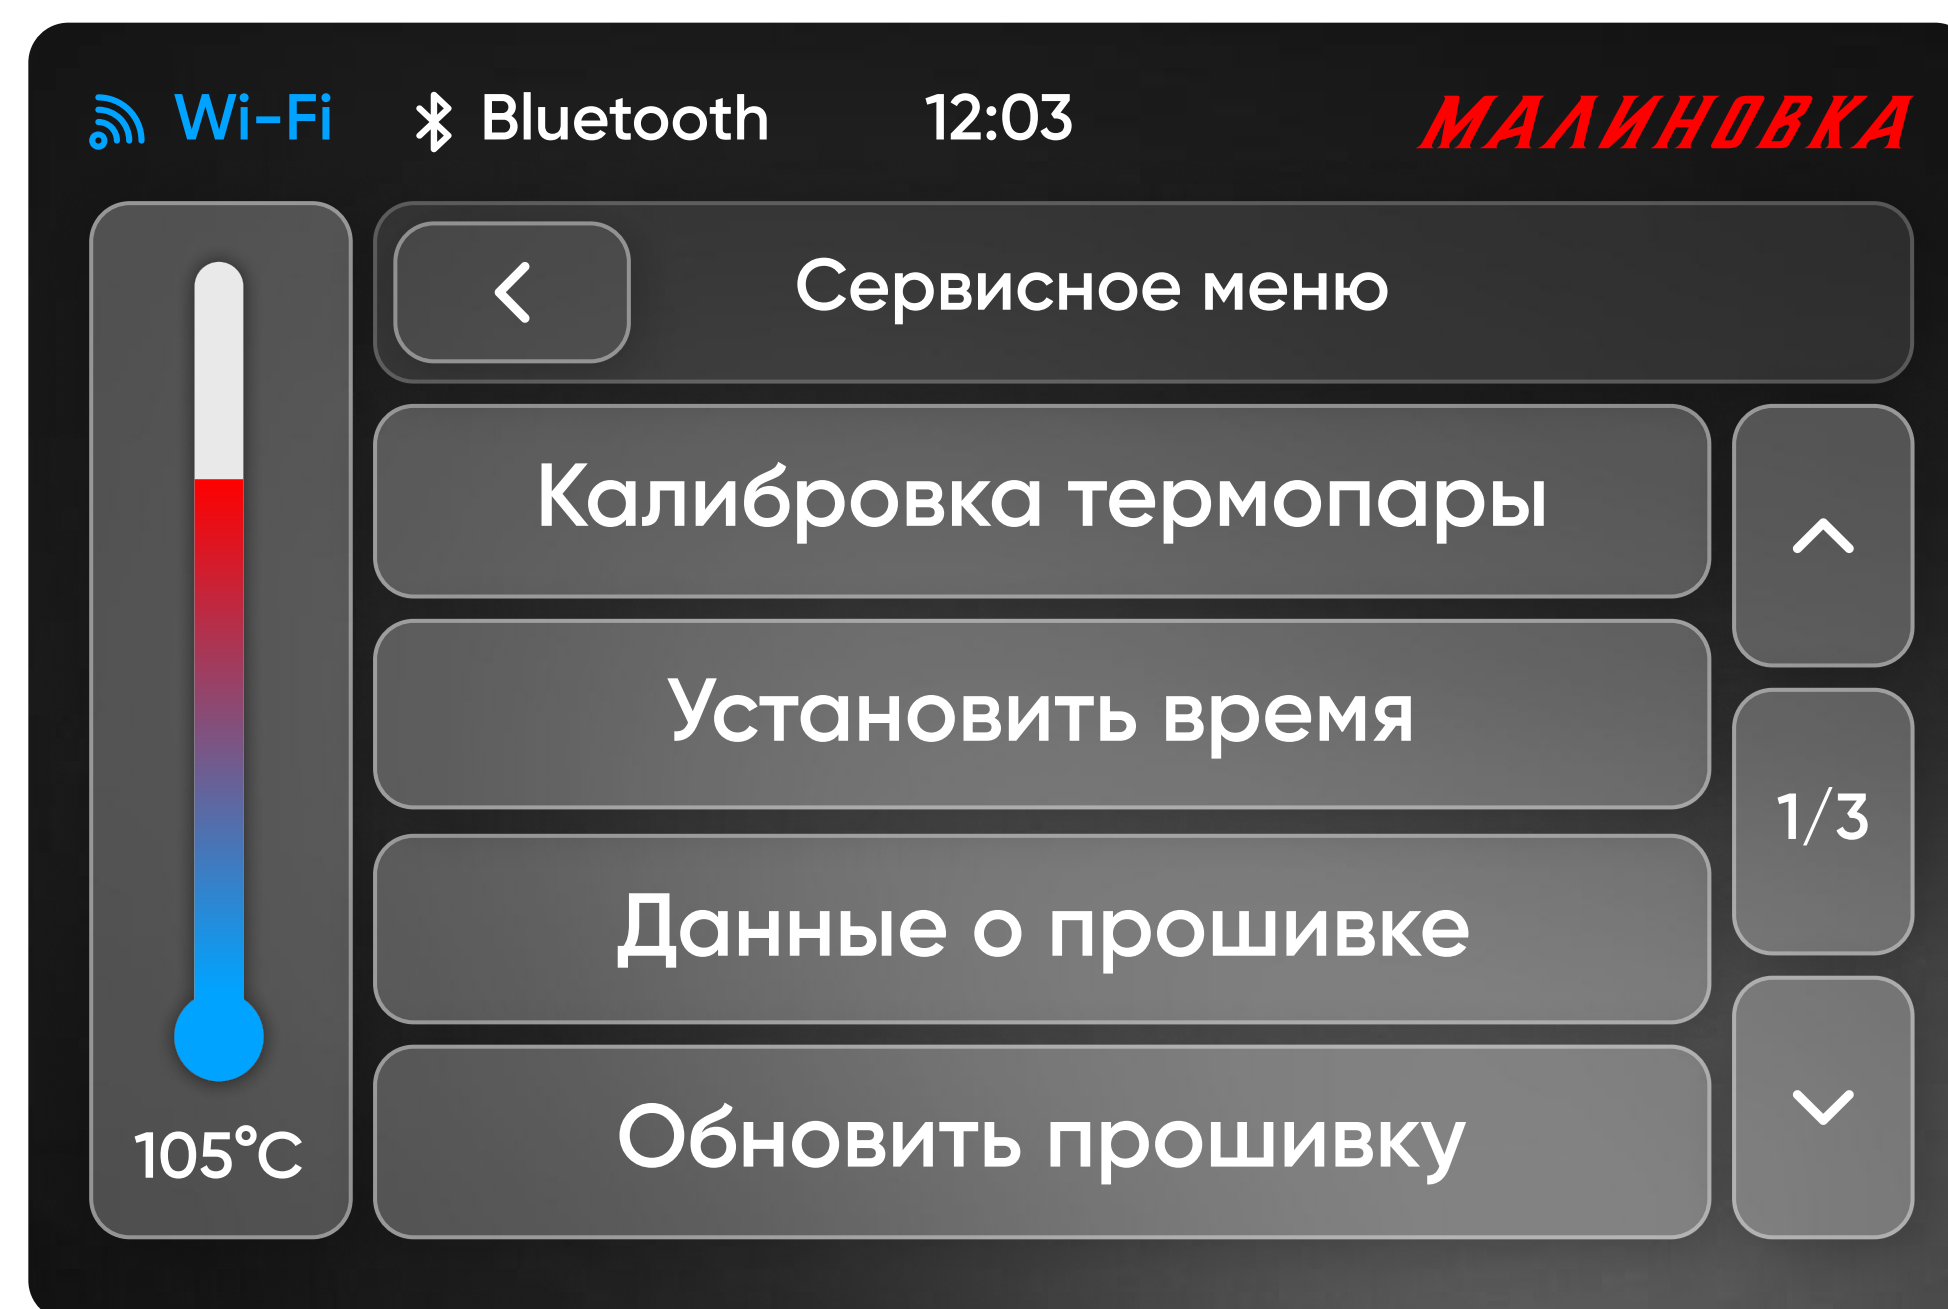 Wi-Fi Bluetooth 12:03 МАЛИНОВКА
Сервисное меню
Калибровка термопары
Установить время
1/3
Данные о прошивке
Обновить прошивку
105°C